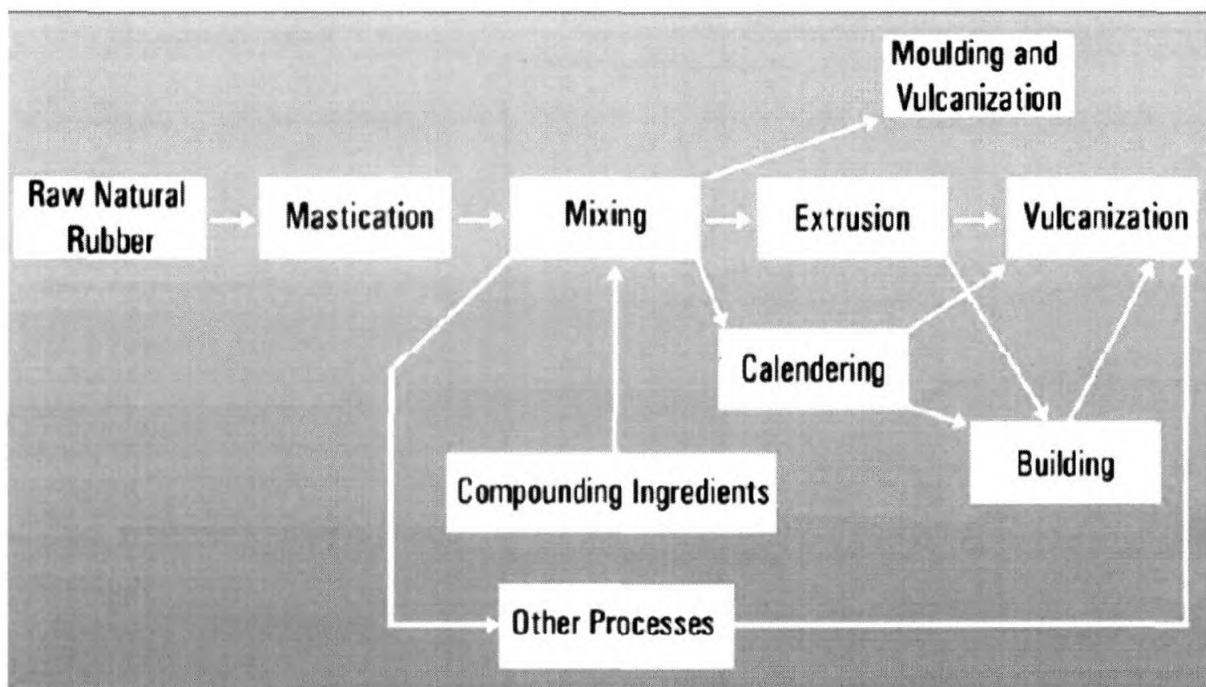 Moulding and
Vulcanization
Raw Natural
Rubber
Mastication
Mixing
Extrusion
Vulcanization
Calendering
Building
Compounding Ingredients
Other Processes